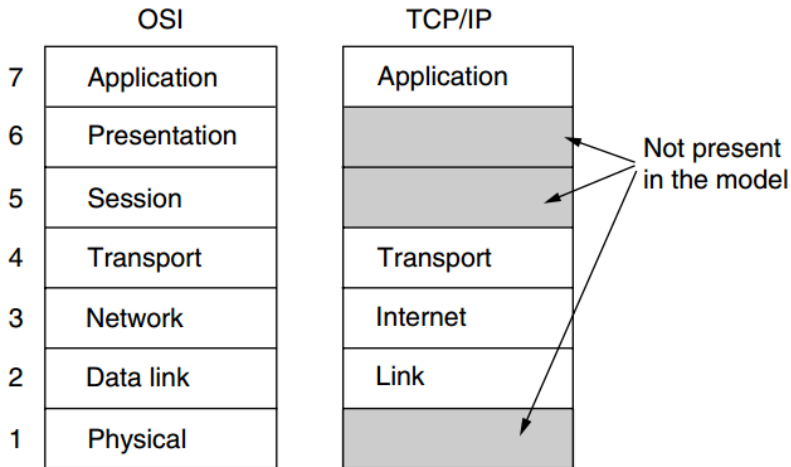 OSI TCP/IP
7 Application Application
6 Presentation
5 Session
Not present
in the model
4 Transport Transport
3 Network Internet
2 Data link Link
1 Physical